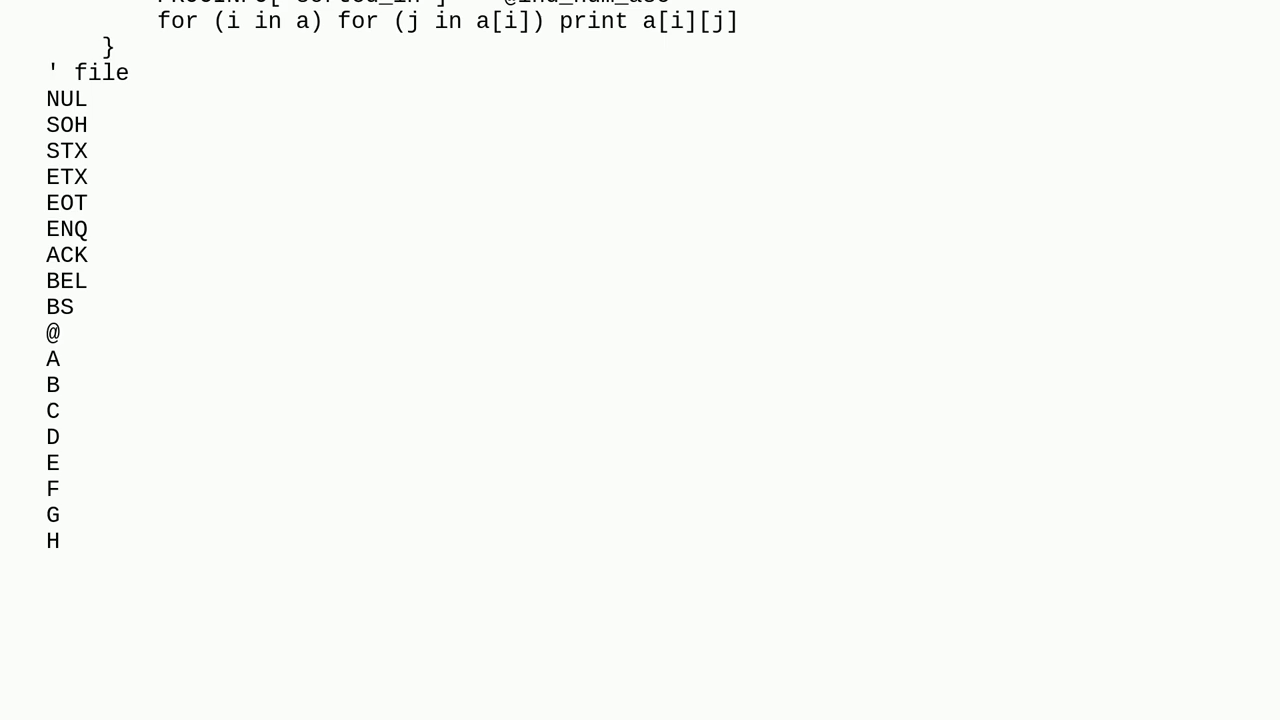 for (i in a) for (j in a[i]) print a[i][j]
}
' file
NUL
SOH
STX
ETX
EOT
ENQ
ACK
BEL
BS
@
A
B
C
D
E
F
G
H